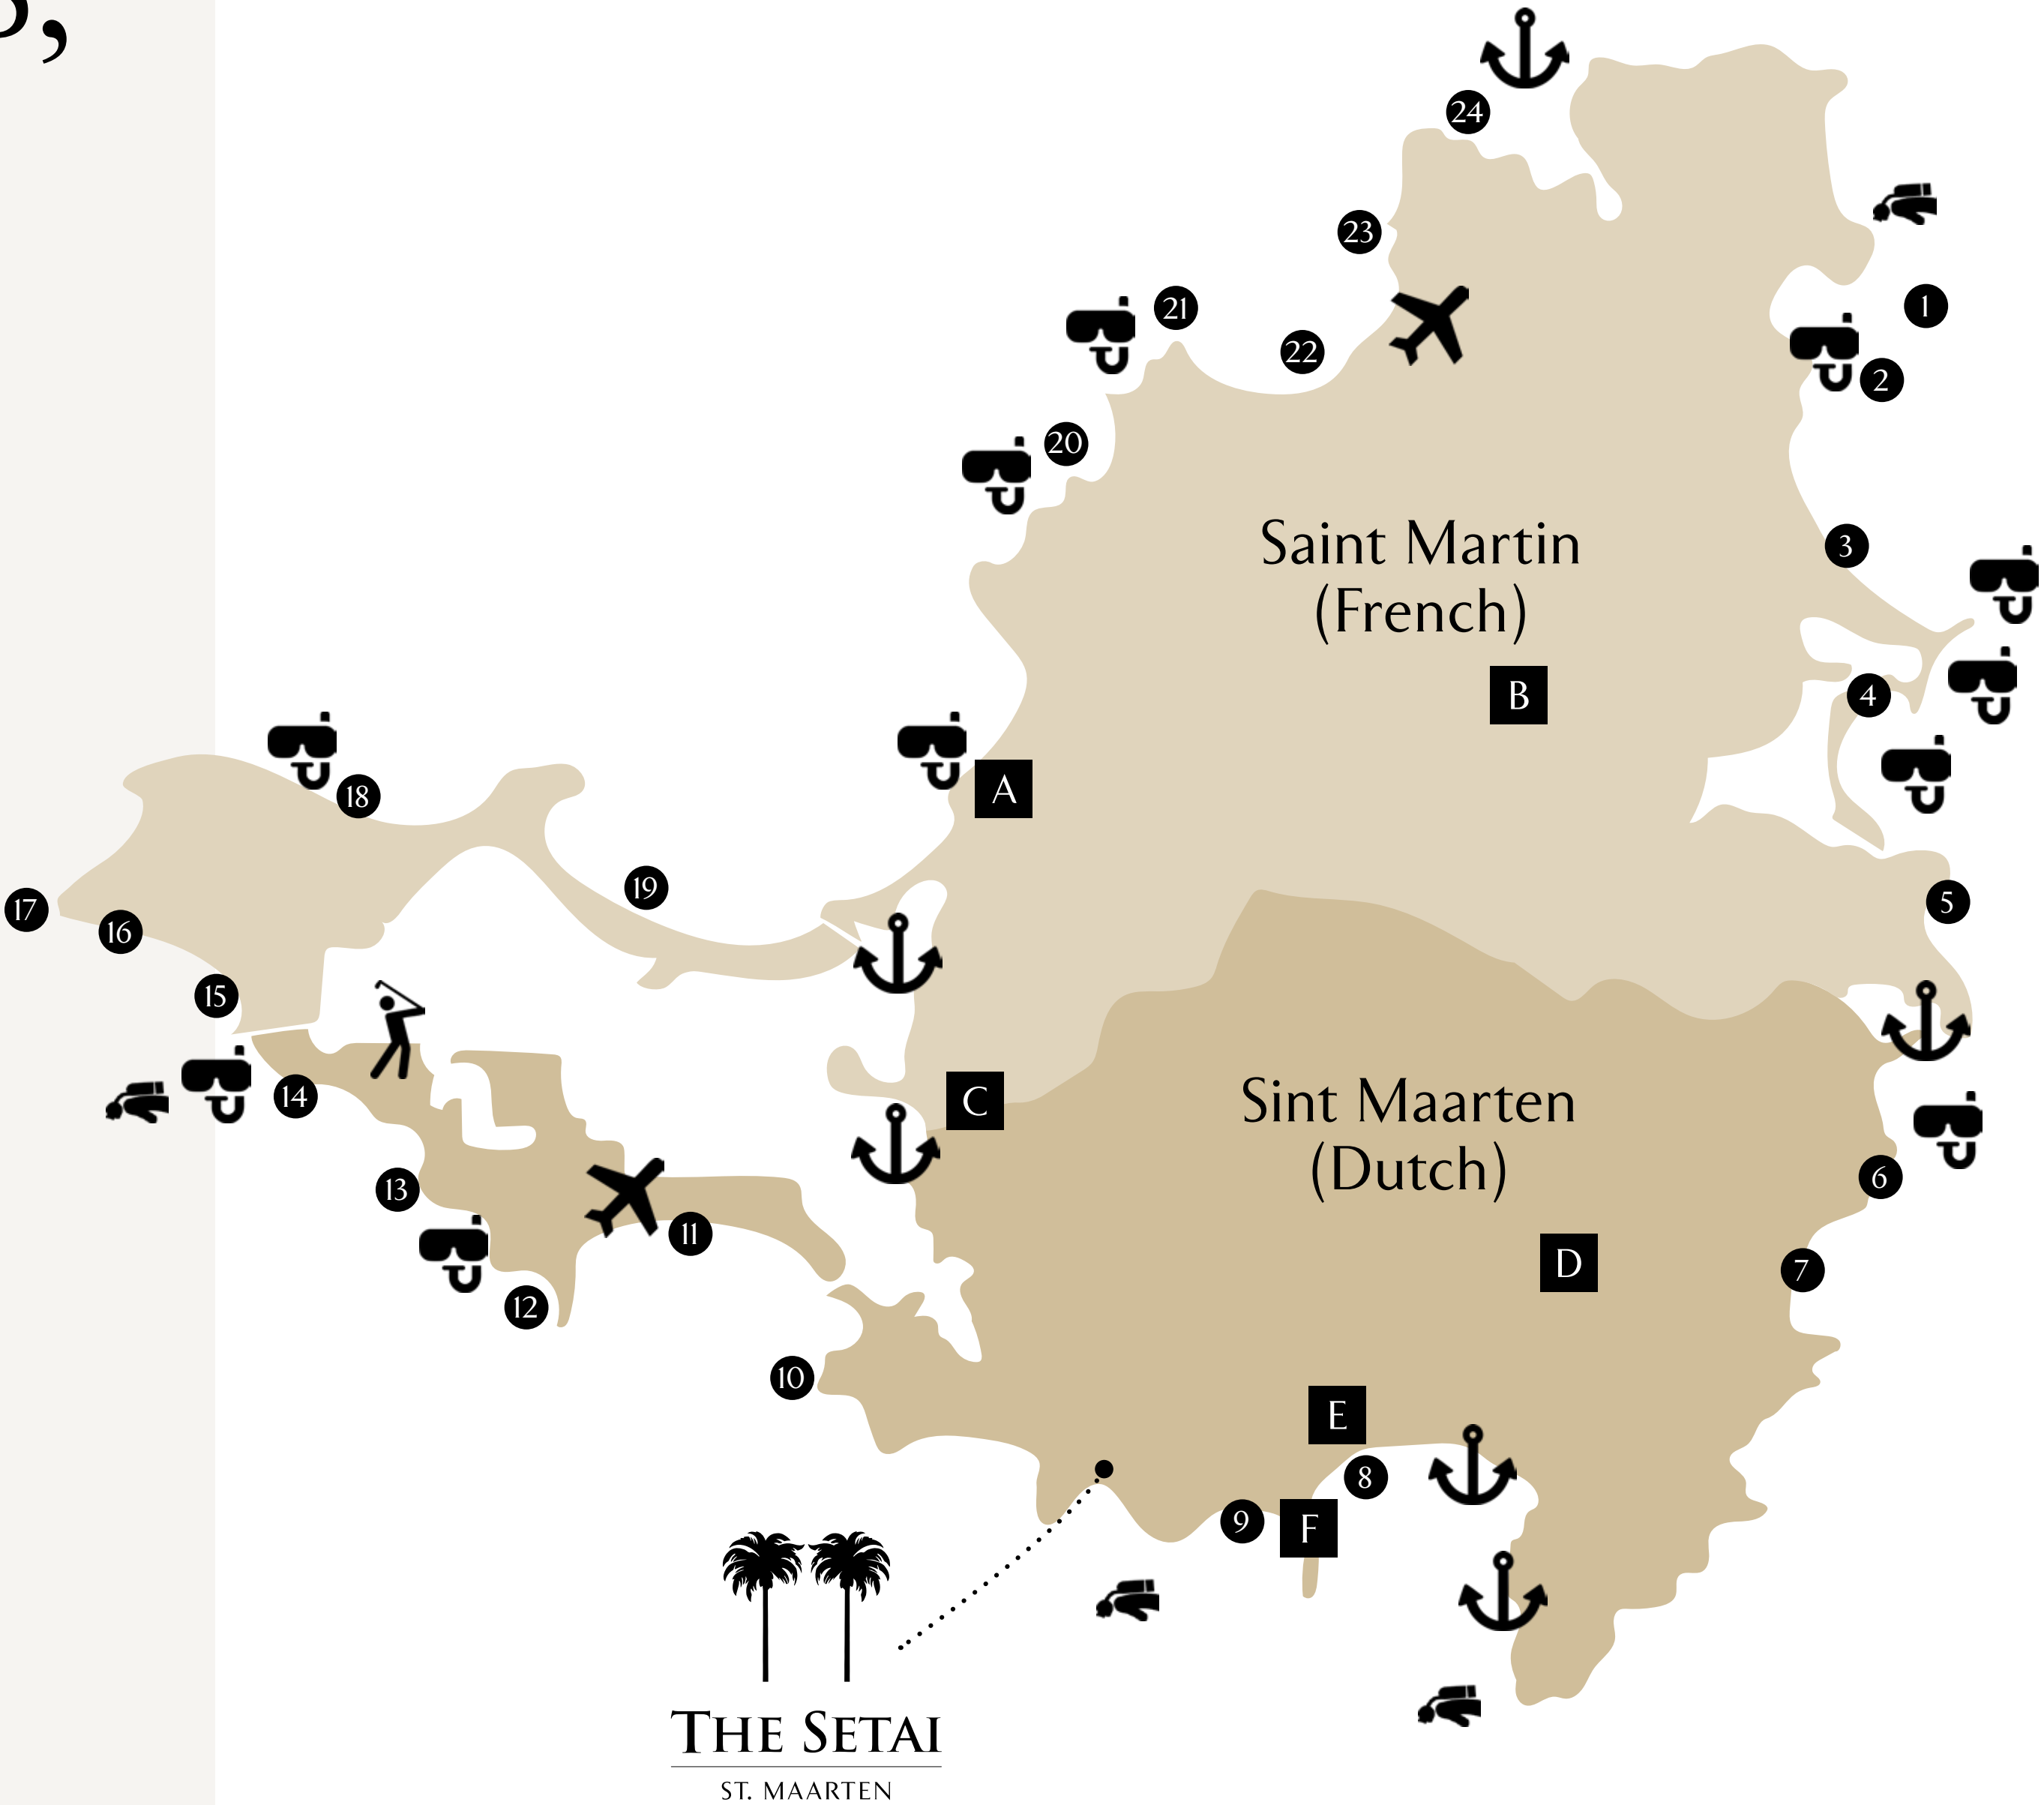 ,
24
23
21
1
22
2
20
Saint Martin
3
(French)
B
4
A
18
19
5
17
16
15
C
Sint Maarten
14
(Dutch)
6
13
11
D
7
12
10
E
8
9
F
THE SETAI
ST. MAARTEN